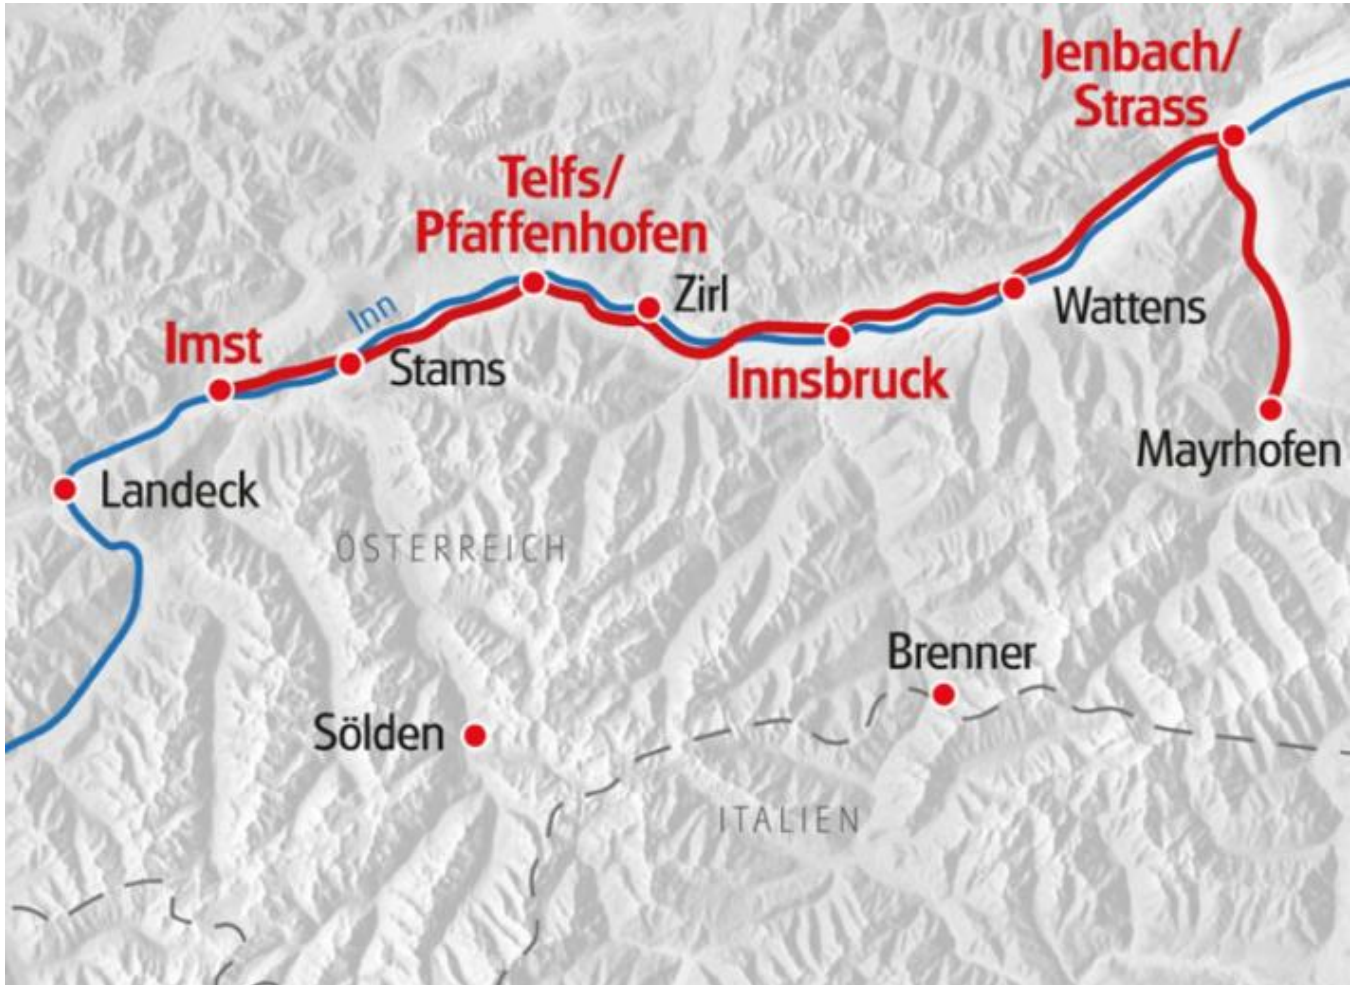 Jenbach/
Strass
Telfs/
Pfaffenhofen
Zirl
Inn
Wattens
Imst
Stams
Innsbruck
Mayrhofen
Landeck
ÖSTERREICH
Brenner
Sölden
ITALIEN